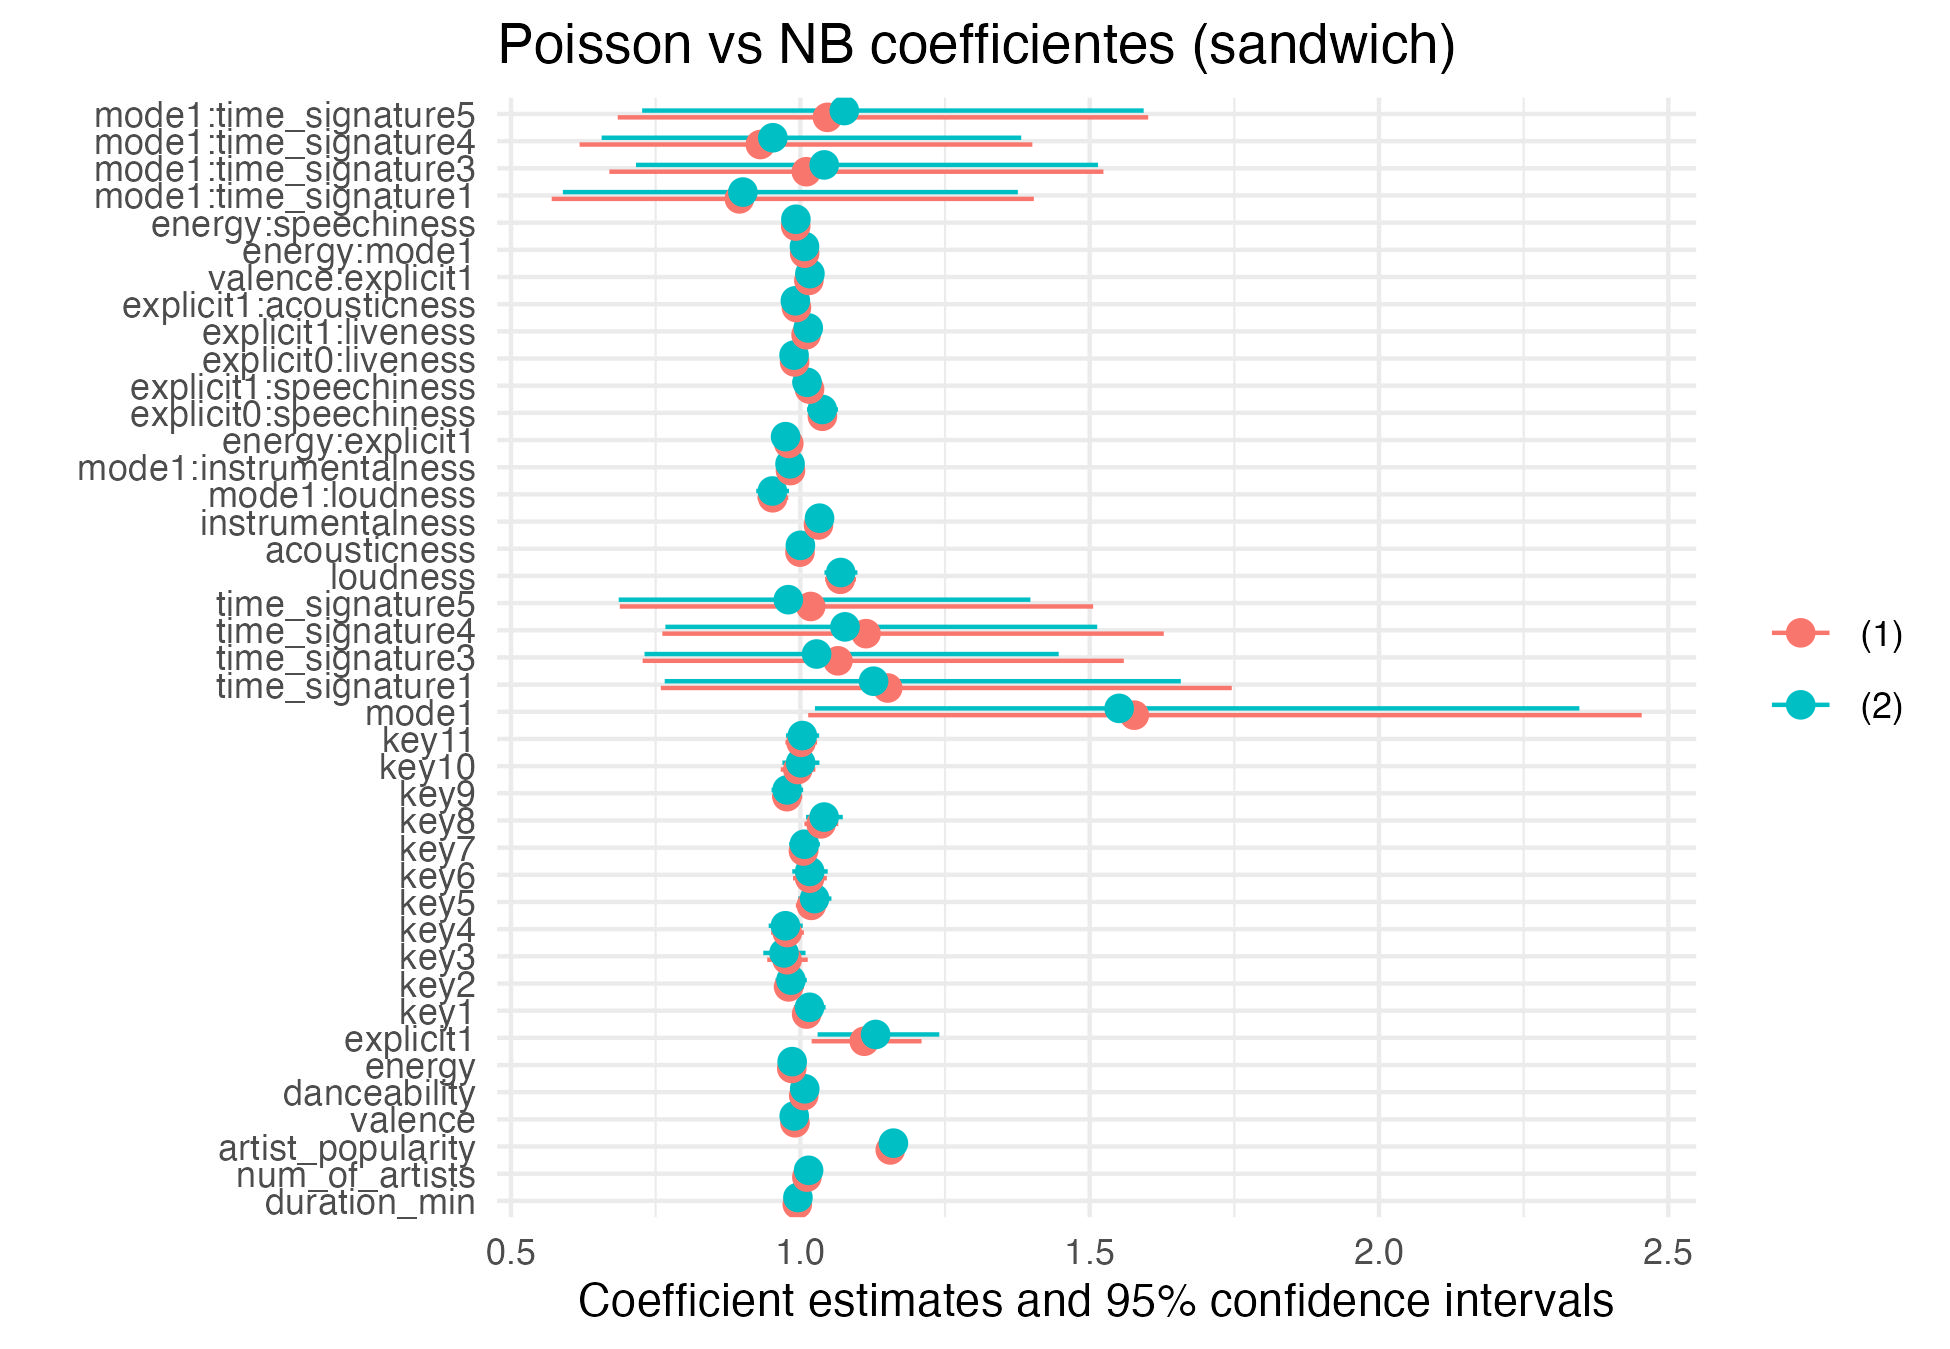 Poisson vs NB coefficientes (sandwich)
mode1:time_signature5
mode1:time_signature4
mode1:time_signature3
mode1:time_signature1
energy:speechiness
energy:mode1
valence:explicit1
explicit1:acousticness
explicit1:liveness
explicit0:liveness
explicit1:speechiness
explicit0:speechiness
energy:explicit1
mode1:instrumentalness
mode1:loudness
instrumentalness
acousticness
loudness
time_signature5
time_signature4
time_signature3
time_signature1
mode1
key11
key10
key9
key8
key7
key6
key5
key4
key3
key2
key1
explicit1
energy
danceability
valence
artist_popularity
num_of_artists
duration_min
0.5 1.0 1.5 2.0 2.5
Coefficient estimates and 95% confidence intervals
(1)
(2)